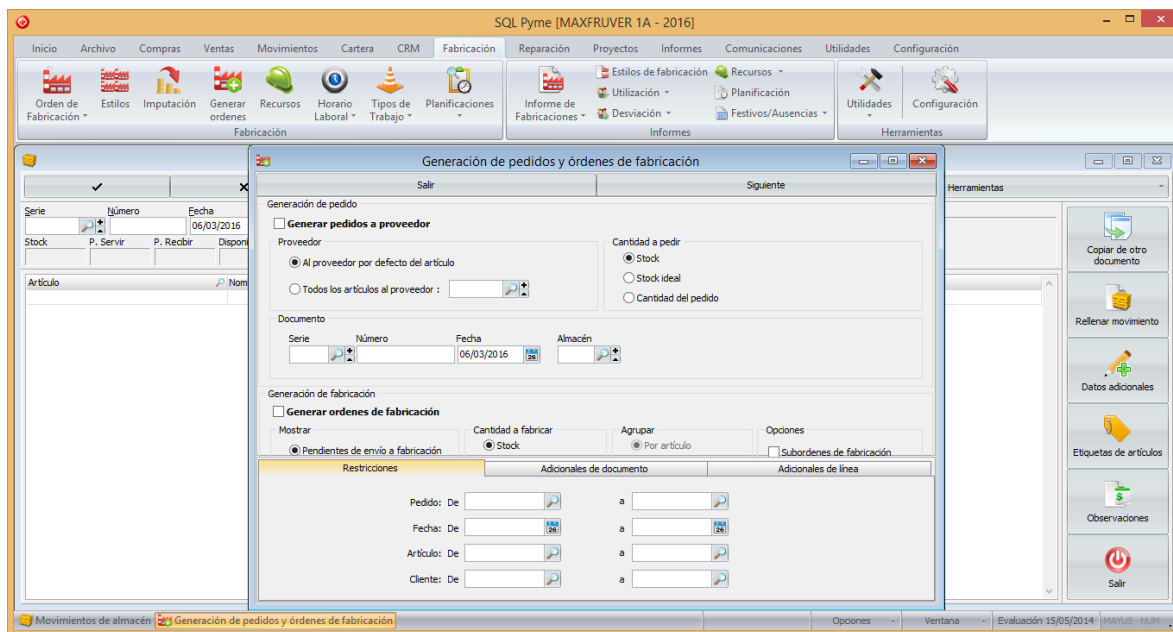 SQL Pyme [MAXFRUVER 1A - 2016]
Inicio Archivo Compras Ventas Movimientos Cartera CRM Fabricación Reparación Proyectos Informes Comunicaciones Utilidades Configuración
Orden de Fabricación
Estilos
Imputación
Generar ordenes
Recursos
Horario Laboral
Tipos de Trabajo
Planificaciones
Fabricación
Informe de Fabricaciones
Estilos de fabricación
Utilización
Desviación
Recursos
Planificación
Festivos/Ausencias
Informes
Utilidades
Configuración
Herramientas
Generación de pedidos y órdenes de fabricación
Herramientas
Serie Número Fecha
06/03/2016
Stock P. Servir P. Recibir Disponi
Artículo Nom
Salir Siguiente
Generación de pedido
Generar pedidos a proveedor
Proveedor
Al proveedor por defecto del artículo
Todos los artículos al proveedor :
Cantidad a pedir
Stock
Stock ideal
Cantidad del pedido
Documento
Serie Número Fecha Almacén
06/03/2016 26
Generación de fabricación
Generar ordenes de fabricación
Mostrar Cantidad a fabricar Agrupar Opciones
Pendientes de envío a fabricación Stock Por artículo Subordenes de fabricación
Restricciones Adicionales de documento Adicionales de línea
Pedido: De a
Fecha: De 26 a 26
Artículo: De a
Cliente: De a
Copiar de otro documento
Rellenar movimiento
Datos adicionales
Etiquetas de artículos
Observaciones
Salir
Movimientos de almacén Generación de pedidos y órdenes de fabricación Opciones Ventana Evaluación 15/05/2014 MAYUS NUM